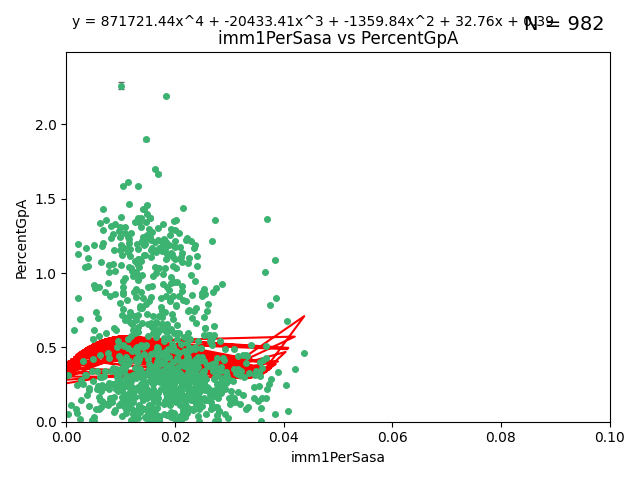 y = 871721.44x^4 + -20433.41x^3 + -1359.84x^2 + 32.76x + 0.39
N = 982
imm1PerSasa vs PercentGpA
PercentGpA
2.0
1.5
1.0
0.5
0.0
0.00 0.02 0.04 0.06 0.08 0.10
imm1PerSasa